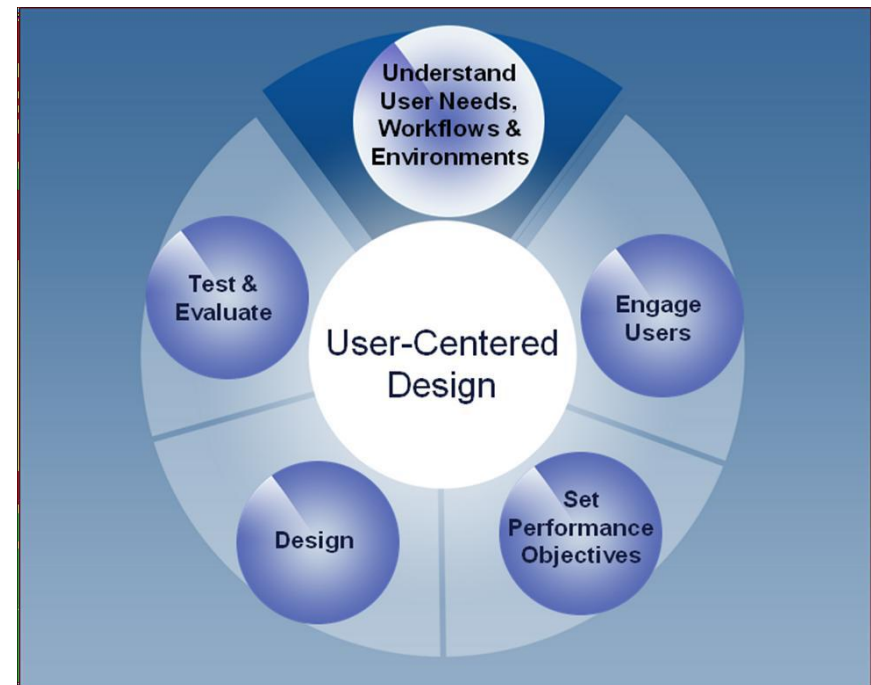 Understand
User Needs,
Workflows &
Environments
Engage
Users
Set
Performance
Objectives
Design
Test &
Evaluate
User-Centered
Design